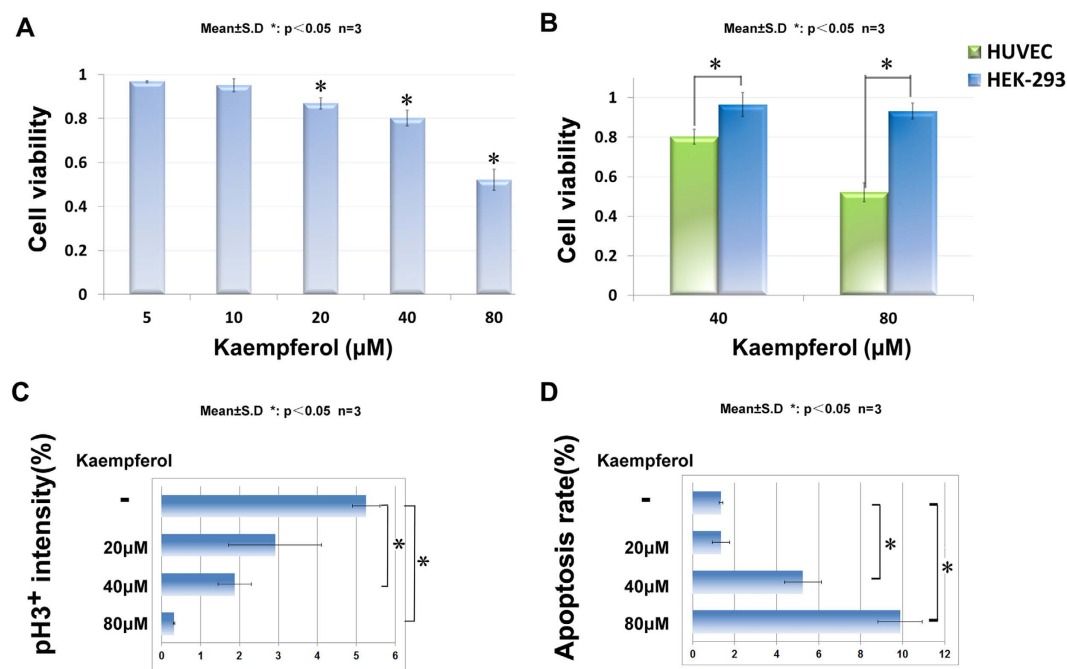 A
Mean±S.D *: p<0.05 n=3
Cell viability
1
0.8
0.6
0.4
0.2
0
*
*
*
5 10 20 40 80
Kaempferol (μM)
B
Mean±S.D *: p<0.05 n=3
HUVEC
HEK-293
Cell viability
1
0.8
0.6
0.4
0.2
0
*
*
40 80
Kaempferol (μM)
C
Mean±S.D *: p<0.05 n=3
pH3+ intensity(%)
Kaempferol
-
20μM
40μM
80μM
*
*
0 1 2 3 4 5 6
D
Mean±S.D *: p<0.05 n=3
Apoptosis rate(%)
Kaempferol
-
20μM
40μM
80μM
*
*
0 2 4 6 8 10 12